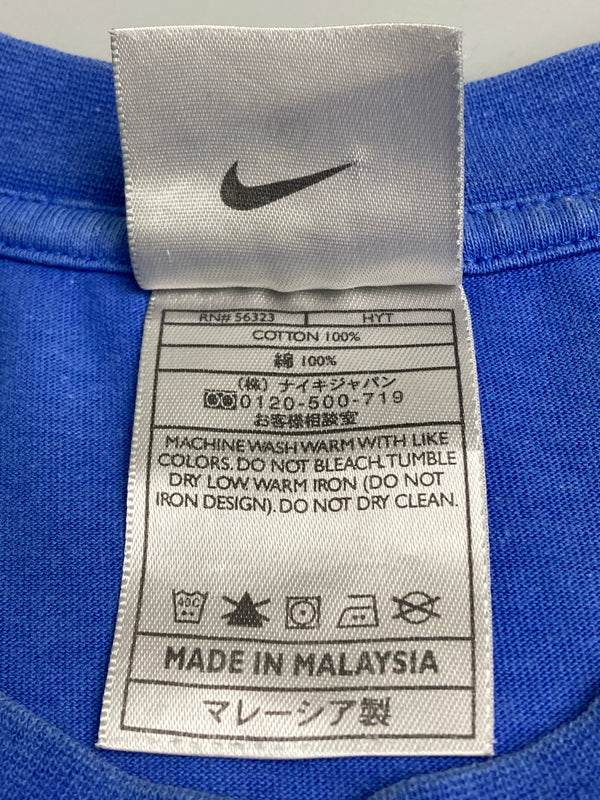 RN# 56323 HYT
COTTON 100%
綿 100%
(株) ナイキジャパン
0120-500-719
お客様相談室
MACHINE WASH WARM WITH LIKE
COLORS. DO NOT BLEACH. TUMBLE
DRY LOW. WARM IRON (DO NOT
IRON DESIGN). DO NOT DRY CLEAN.
40C
MADE IN MALAYSIA
マレーシア製